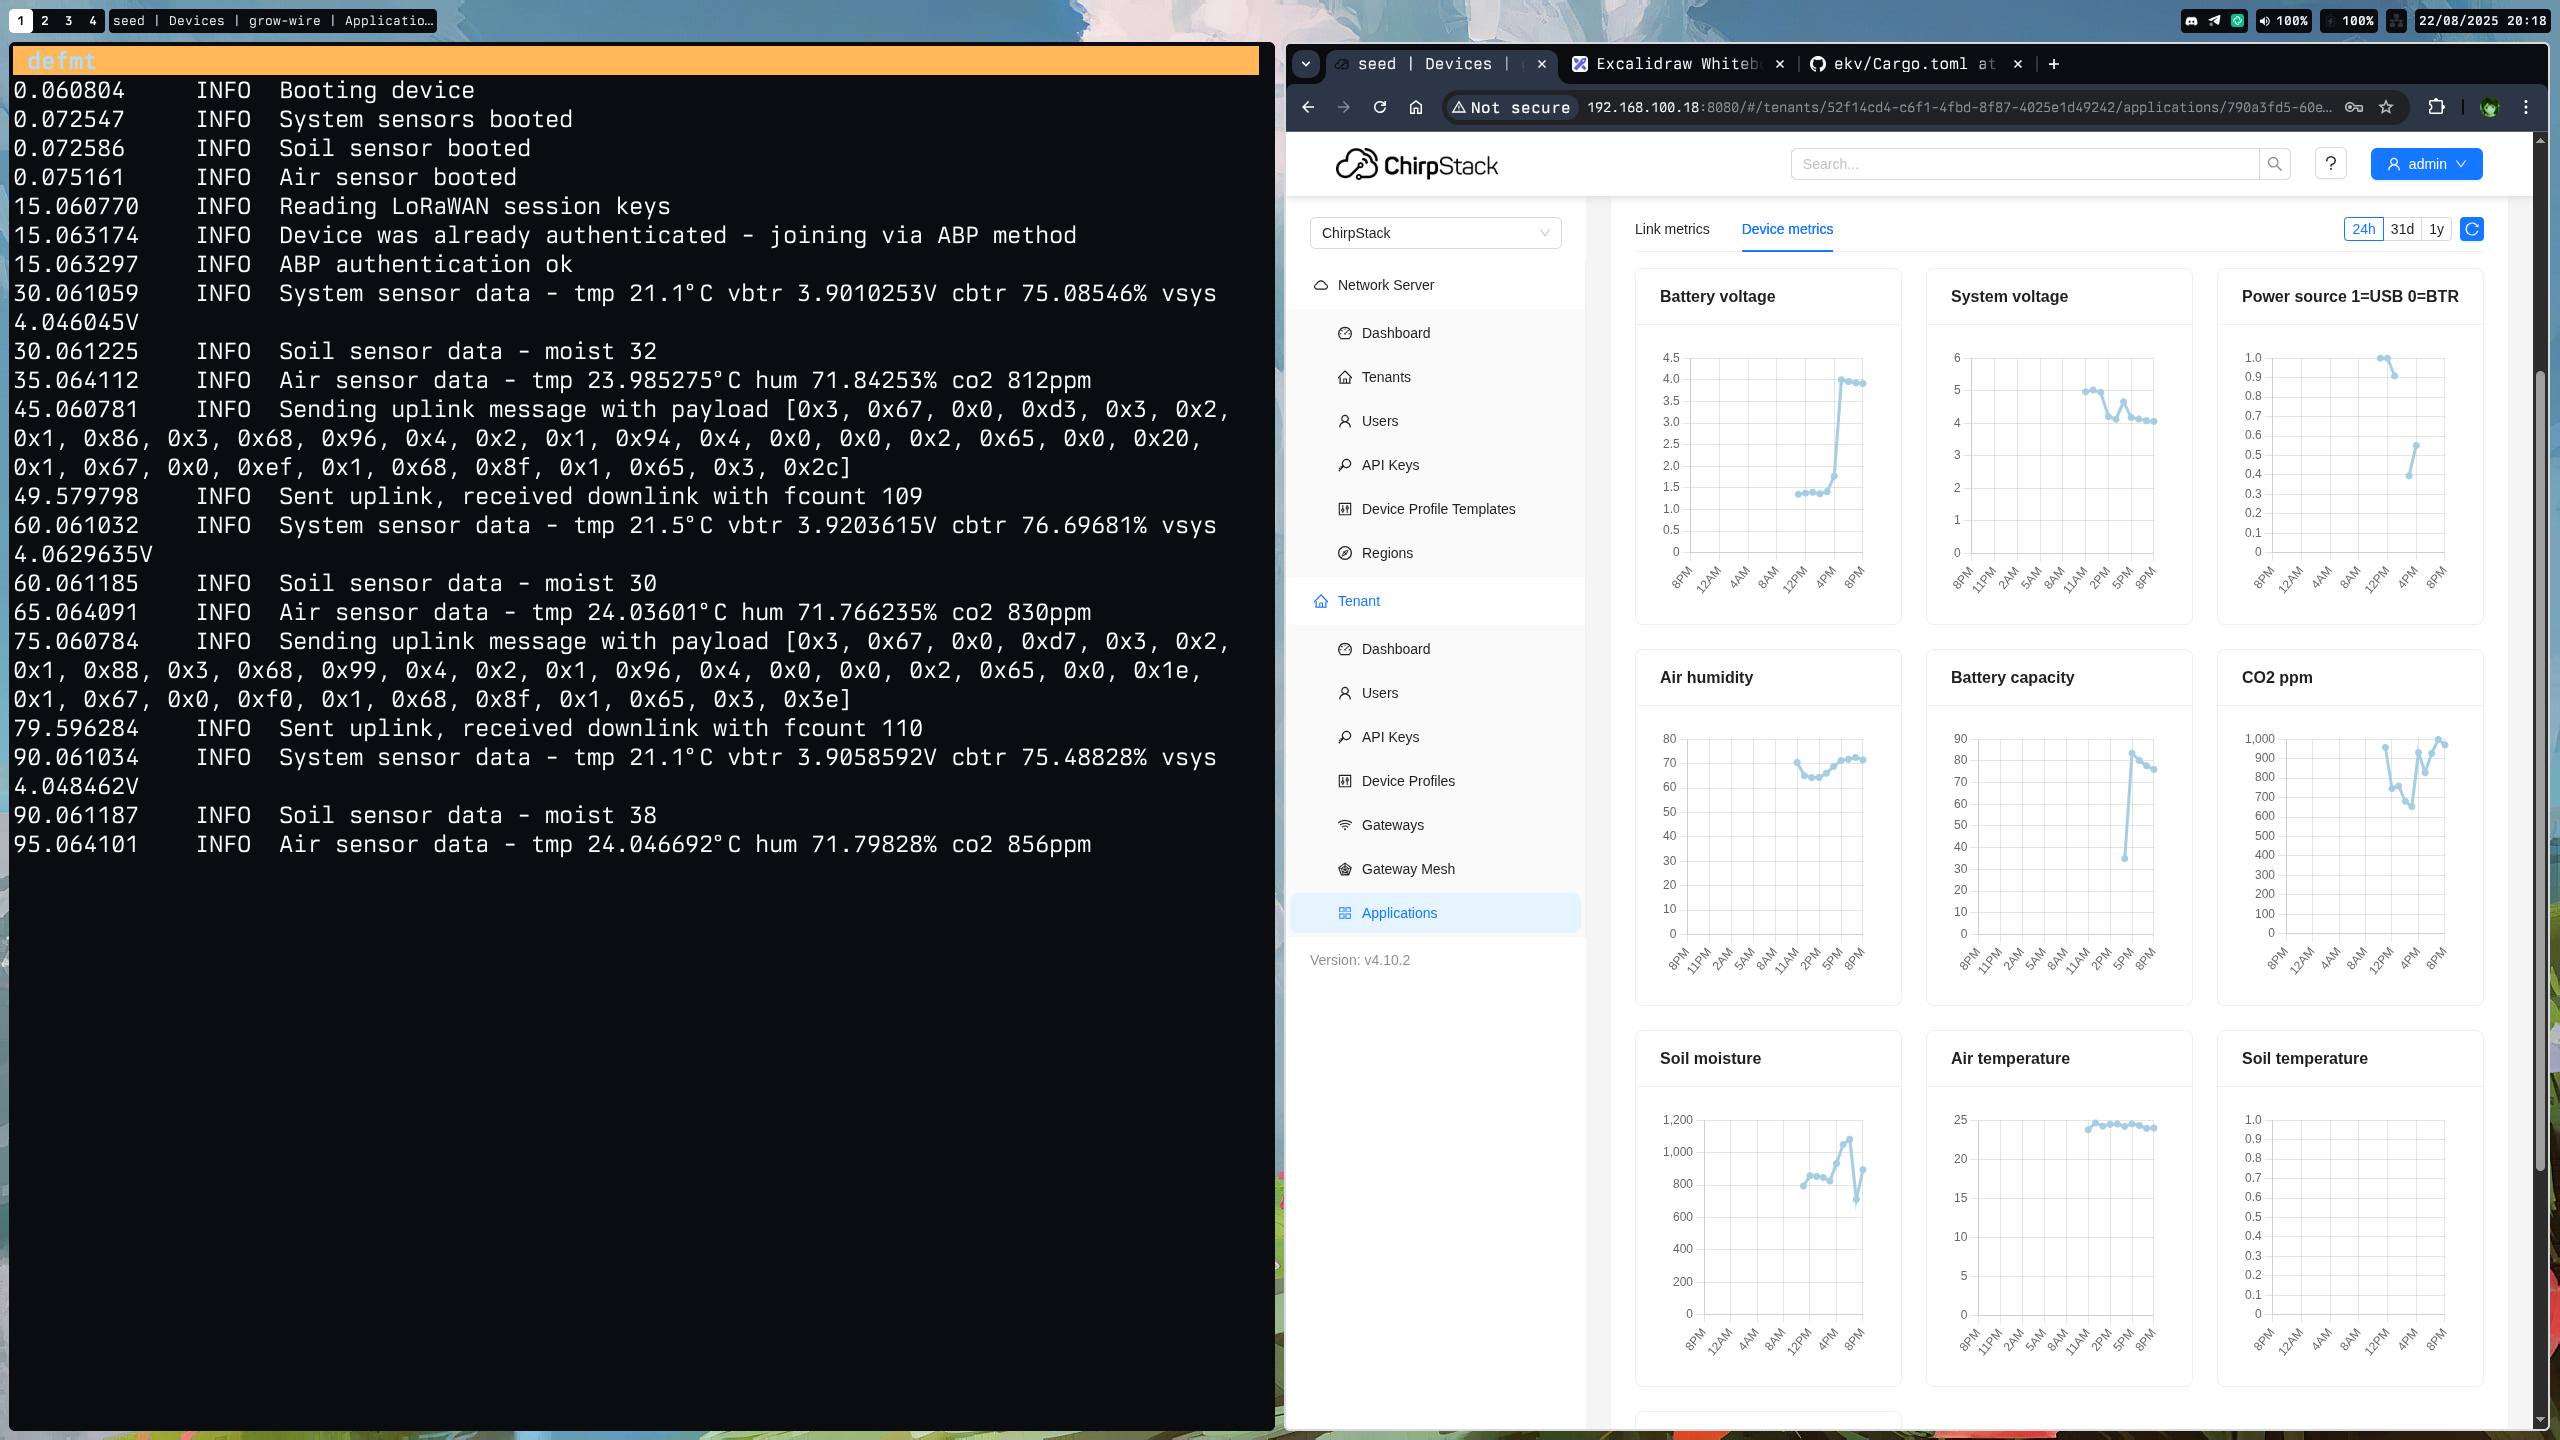 1 2 3 4 seed | Devices | grow-wire | Applicatio…
100% 100% 22/08/2025 20:18
defmt
0.060804 INFO Booting device
0.072547 INFO System sensors booted
0.072586 INFO Soil sensor booted
0.075161 INFO Air sensor booted
15.060770 INFO Reading LoRaWAN session keys
15.063174 INFO Device was already authenticated - joining via ABP method
15.063297 INFO ABP authentication ok
30.061059 INFO System sensor data - tmp 21.1°C vbtr 3.9010253V cbtr 75.08546% vsys
4.046045V
30.061225 INFO Soil sensor data - moist 32
35.064112 INFO Air sensor data - tmp 23.985275°C hum 71.84253% co2 812ppm
45.060781 INFO Sending uplink message with payload [0x3, 0x67, 0x0, 0xd3, 0x3, 0x2,
0x1, 0x86, 0x3, 0x68, 0x96, 0x4, 0x2, 0x1, 0x94, 0x4, 0x0, 0x0, 0x2, 0x65, 0x0, 0x20,
0x1, 0x67, 0x0, 0xef, 0x1, 0x68, 0x8f, 0x1, 0x65, 0x3, 0x2c]
49.579798 INFO Sent uplink, received downlink with fcount 109
60.061032 INFO System sensor data - tmp 21.5°C vbtr 3.9203615V cbtr 76.69681% vsys
4.0629635V
60.061185 INFO Soil sensor data - moist 30
65.064091 INFO Air sensor data - tmp 24.03601°C hum 71.766235% co2 830ppm
75.060784 INFO Sending uplink message with payload [0x3, 0x67, 0x0, 0xd7, 0x3, 0x2,
0x1, 0x88, 0x3, 0x68, 0x99, 0x4, 0x2, 0x1, 0x96, 0x4, 0x0, 0x0, 0x2, 0x65, 0x0, 0x1e,
0x1, 0x67, 0x0, 0xf0, 0x1, 0x68, 0x8f, 0x1, 0x65, 0x3, 0x3e]
79.596284 INFO Sent uplink, received downlink with fcount 110
90.061034 INFO System sensor data - tmp 21.1°C vbtr 3.9058592V cbtr 75.48828% vsys
4.048462V
90.061187 INFO Soil sensor data - moist 38
95.064101 INFO Air sensor data - tmp 24.046692°C hum 71.79828% co2 856ppm
seed | Devices | Excalidraw Whiteb ekv/Cargo.toml at
Not secure 192.168.100.18:8080/#/tenants/52f14cd4-c6f1-4fbd-8f87-4025e1d49242/applications/790a3fd5-60e…
ChirpStack Search... ? admin
ChirpStack
Network Server
Dashboard
Tenants
Users
API Keys
Device Profile Templates
Regions
Tenant
Dashboard
Users
API Keys
Device Profiles
Gateways
Gateway Mesh
Applications
Version: v4.10.2
Link metrics Device metrics 24h 31d 1y
Battery voltage
4.5
4.0
3.5
3.0
2.5
2.0
1.5
1.0
0.5
0
8PM 12AM 4AM 8AM 12PM 4PM 8PM
System voltage
6
5
4
3
2
1
0
8PM 11PM 2AM 5AM 8AM 11AM 2PM 5PM 8PM
Power source 1=USB 0=BTR
1.0
0.9
0.8
0.7
0.6
0.5
0.4
0.3
0.2
0.1
0
8PM 12AM 4AM 8AM 12PM 4PM 8PM
Air humidity
80
70
60
50
40
30
20
10
0
8PM 11PM 2AM 5AM 8AM 11AM 2PM 5PM 8PM
Battery capacity
90
80
70
60
50
40
30
20
10
0
8PM 11PM 2AM 5AM 8AM 11AM 2PM 5PM 8PM
CO2 ppm
1,000
900
800
700
600
500
400
300
200
100
0
8PM 12AM 4AM 8AM 12PM 4PM 8PM
Soil moisture
1,200
1,000
800
600
400
200
0
8PM 12AM 4AM 8AM 12PM 4PM 8PM
Air temperature
25
20
15
10
5
0
8PM 11PM 2AM 5AM 8AM 11AM 2PM 5PM 8PM
Soil temperature
1.0
0.9
0.8
0.7
0.6
0.5
0.4
0.3
0.2
0.1
0
8PM 12AM 4AM 8AM 12PM 4PM 8PM